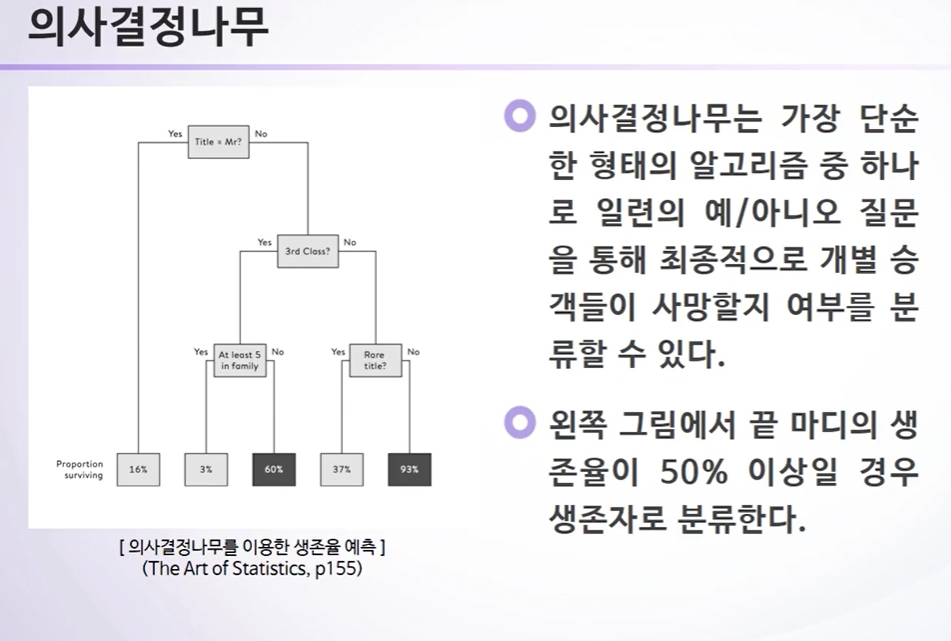 의사결정나무
Yes
Title = Mr?
No
Yes
3rd Class?
No
Yes
At least 5
in family
No
Yes
Rare
title?
No
Proportion
surviving
16%
3%
60%
37%
93%
[ 의사결정나무를 이용한 생존율 예측 ]
(The Art of Statistics, p155)
의사결정나무는 가장 단순
한 형태의 알고리즘 중 하나
로 일련의 예/아니오 질문
을 통해 최종적으로 개별 승
객들이 사망할지 여부를 분
류할 수 있다.
왼쪽 그림에서 끝 마디의 생
존율이 50% 이상일 경우
생존자로 분류한다.